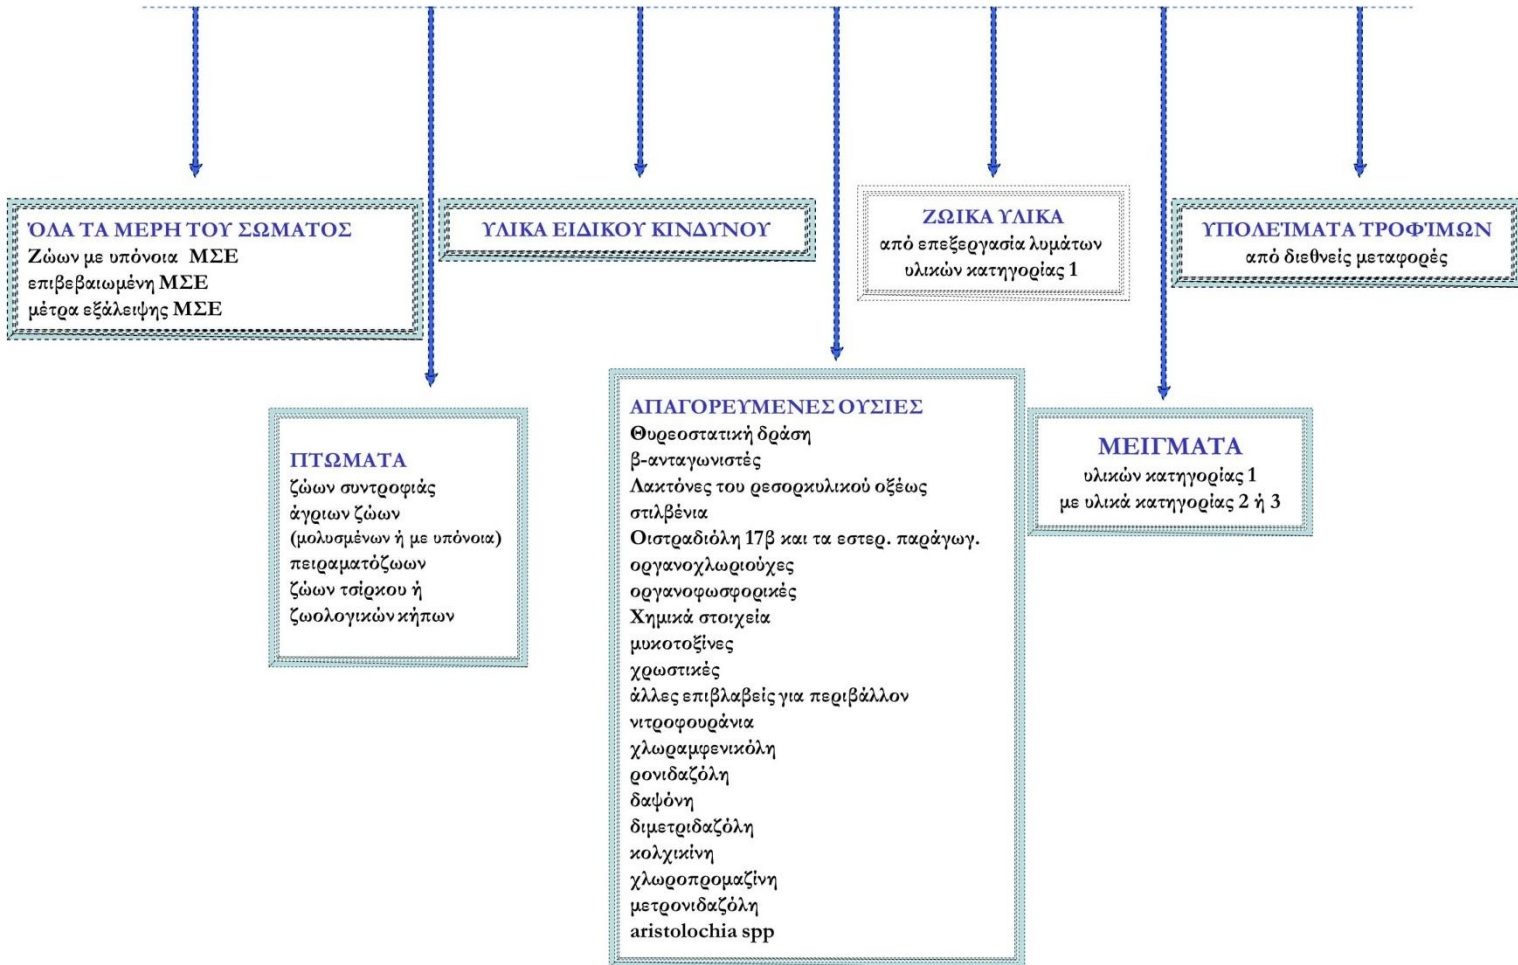 ΌΛΑ ΤΑ ΜΕΡΗ ΤΟΥ ΣΩΜΑΤΟΣ
Ζώων με υπόνοια ΜΣΕ
επιβεβαιωμένη ΜΣΕ
μέτρα εξάλειψης ΜΣΕ
ΥΛΙΚΑ ΕΙΔΙΚΟΥ ΚΙΝΔΥΝΟΥ
ΖΩΙΚΑ ΥΛΙΚΑ
από επεξεργασία λυμάτων
υλικών κατηγορίας 1
ΥΠΟΛΕΊΜΑΤΑ ΤΡΟΦΊΜΩΝ
από διεθνείς μεταφορές
ΠΤΩΜΑΤΑ
ζώων συντροφιάς
άγριων ζώων
(μολυσμένων ή με υπόνοια)
πειραματόζωων
ζώων τσίρκου ή
ζωολογικών κήπων
ΑΠΑΓΟΡΕΥΜΕΝΕΣ ΟΥΣΙΕΣ
Θυρεοστατική δράση
β-ανταγωνιστές
Λακτόνες του ρεσορκυλικού οξέως
στιλβένια
Οιστραδιόλη 17β και τα εστερ. παράγωγ.
οργανοχλωριούχες
οργανοφωσφορικές
Χημικά στοιχεία
μυκοτοξίνες
χρωστικές
άλλες επιβλαβείς για περιβάλλον
νιτροφουράνια
χλωραμφενικόλη
ρονιδαζόλη
δαψόνη
διμετριδαζόλη
κολχικίνη
χλωροπρομαζίνη
μετρονιδαζόλη
aristolochia spp
ΜΕΙΓΜΑΤΑ
υλικών κατηγορίας 1
με υλικά κατηγορίας 2 ή 3